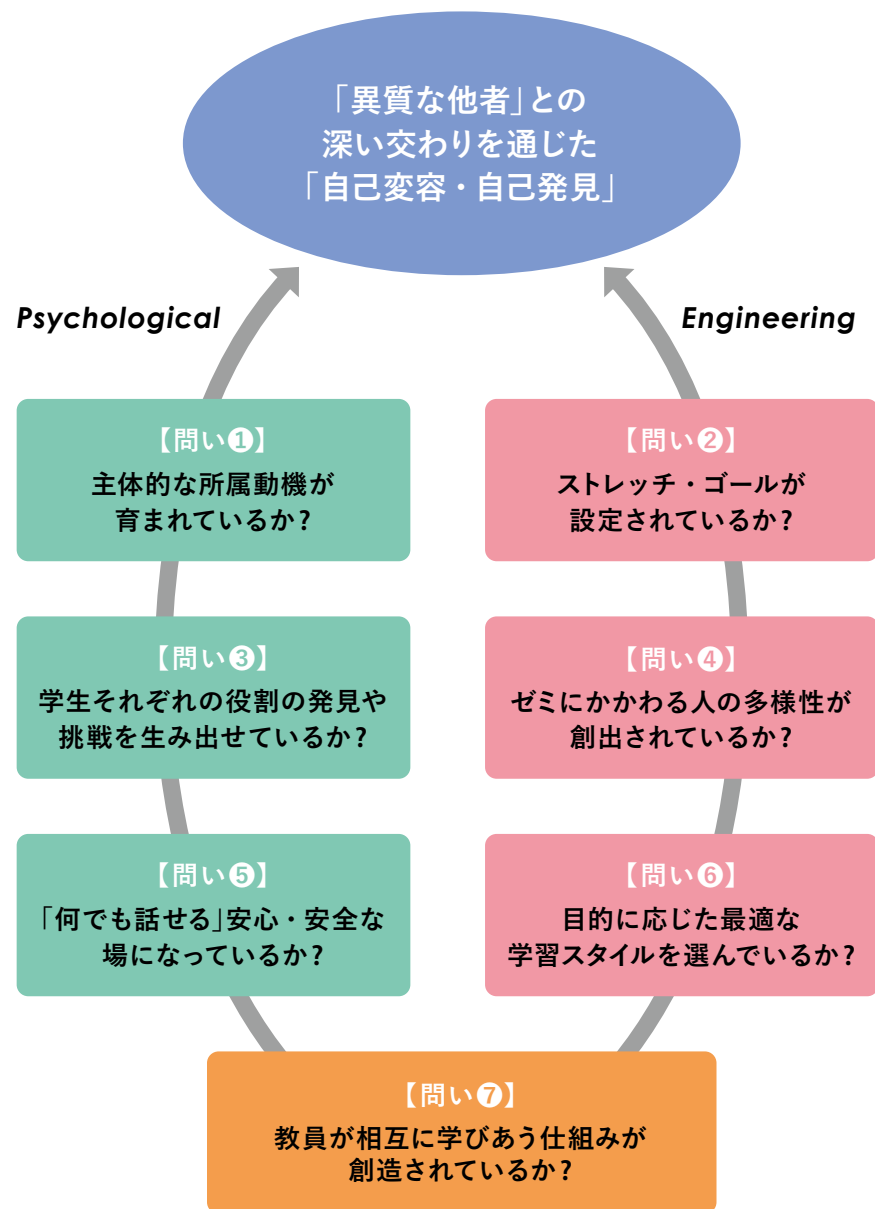 「異質な他者」との
深い交わりを通じた
「自己変容・自己発見」
Psychological
Engineering
【問い❶】
主体的な所属動機が
育まれているか?
【問い❷】
ストレッチ・ゴールが
設定されているか?
【問い❸】
学生それぞれの役割の発見や
挑戦を生み出せているか?
【問い❹】
ゼミにかかわる人の多様性が
創出されているか?
【問い❺】
「何でも話せる」安心・安全な
場になっているか?
【問い❻】
目的に応じた最適な
学習スタイルを選んでいるか?
【問い❼】
教員が相互に学びあう仕組みが
創造されているか?